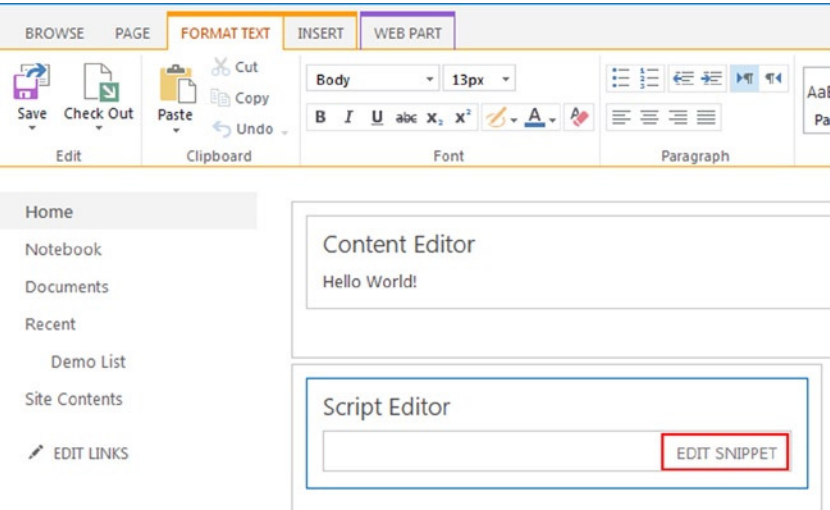 BROWSE PAGE FORMAT TEXT INSERT WEB PART
Save Check Out Paste Cut Copy Undo
Body 13px
B I U abc x₂ x² A
Edit Clipboard Font Paragraph
AaB
Pa
Home
Notebook
Documents
Recent
Demo List
Site Contents
EDIT LINKS
Content Editor
Hello World!
Script Editor
EDIT SNIPPET